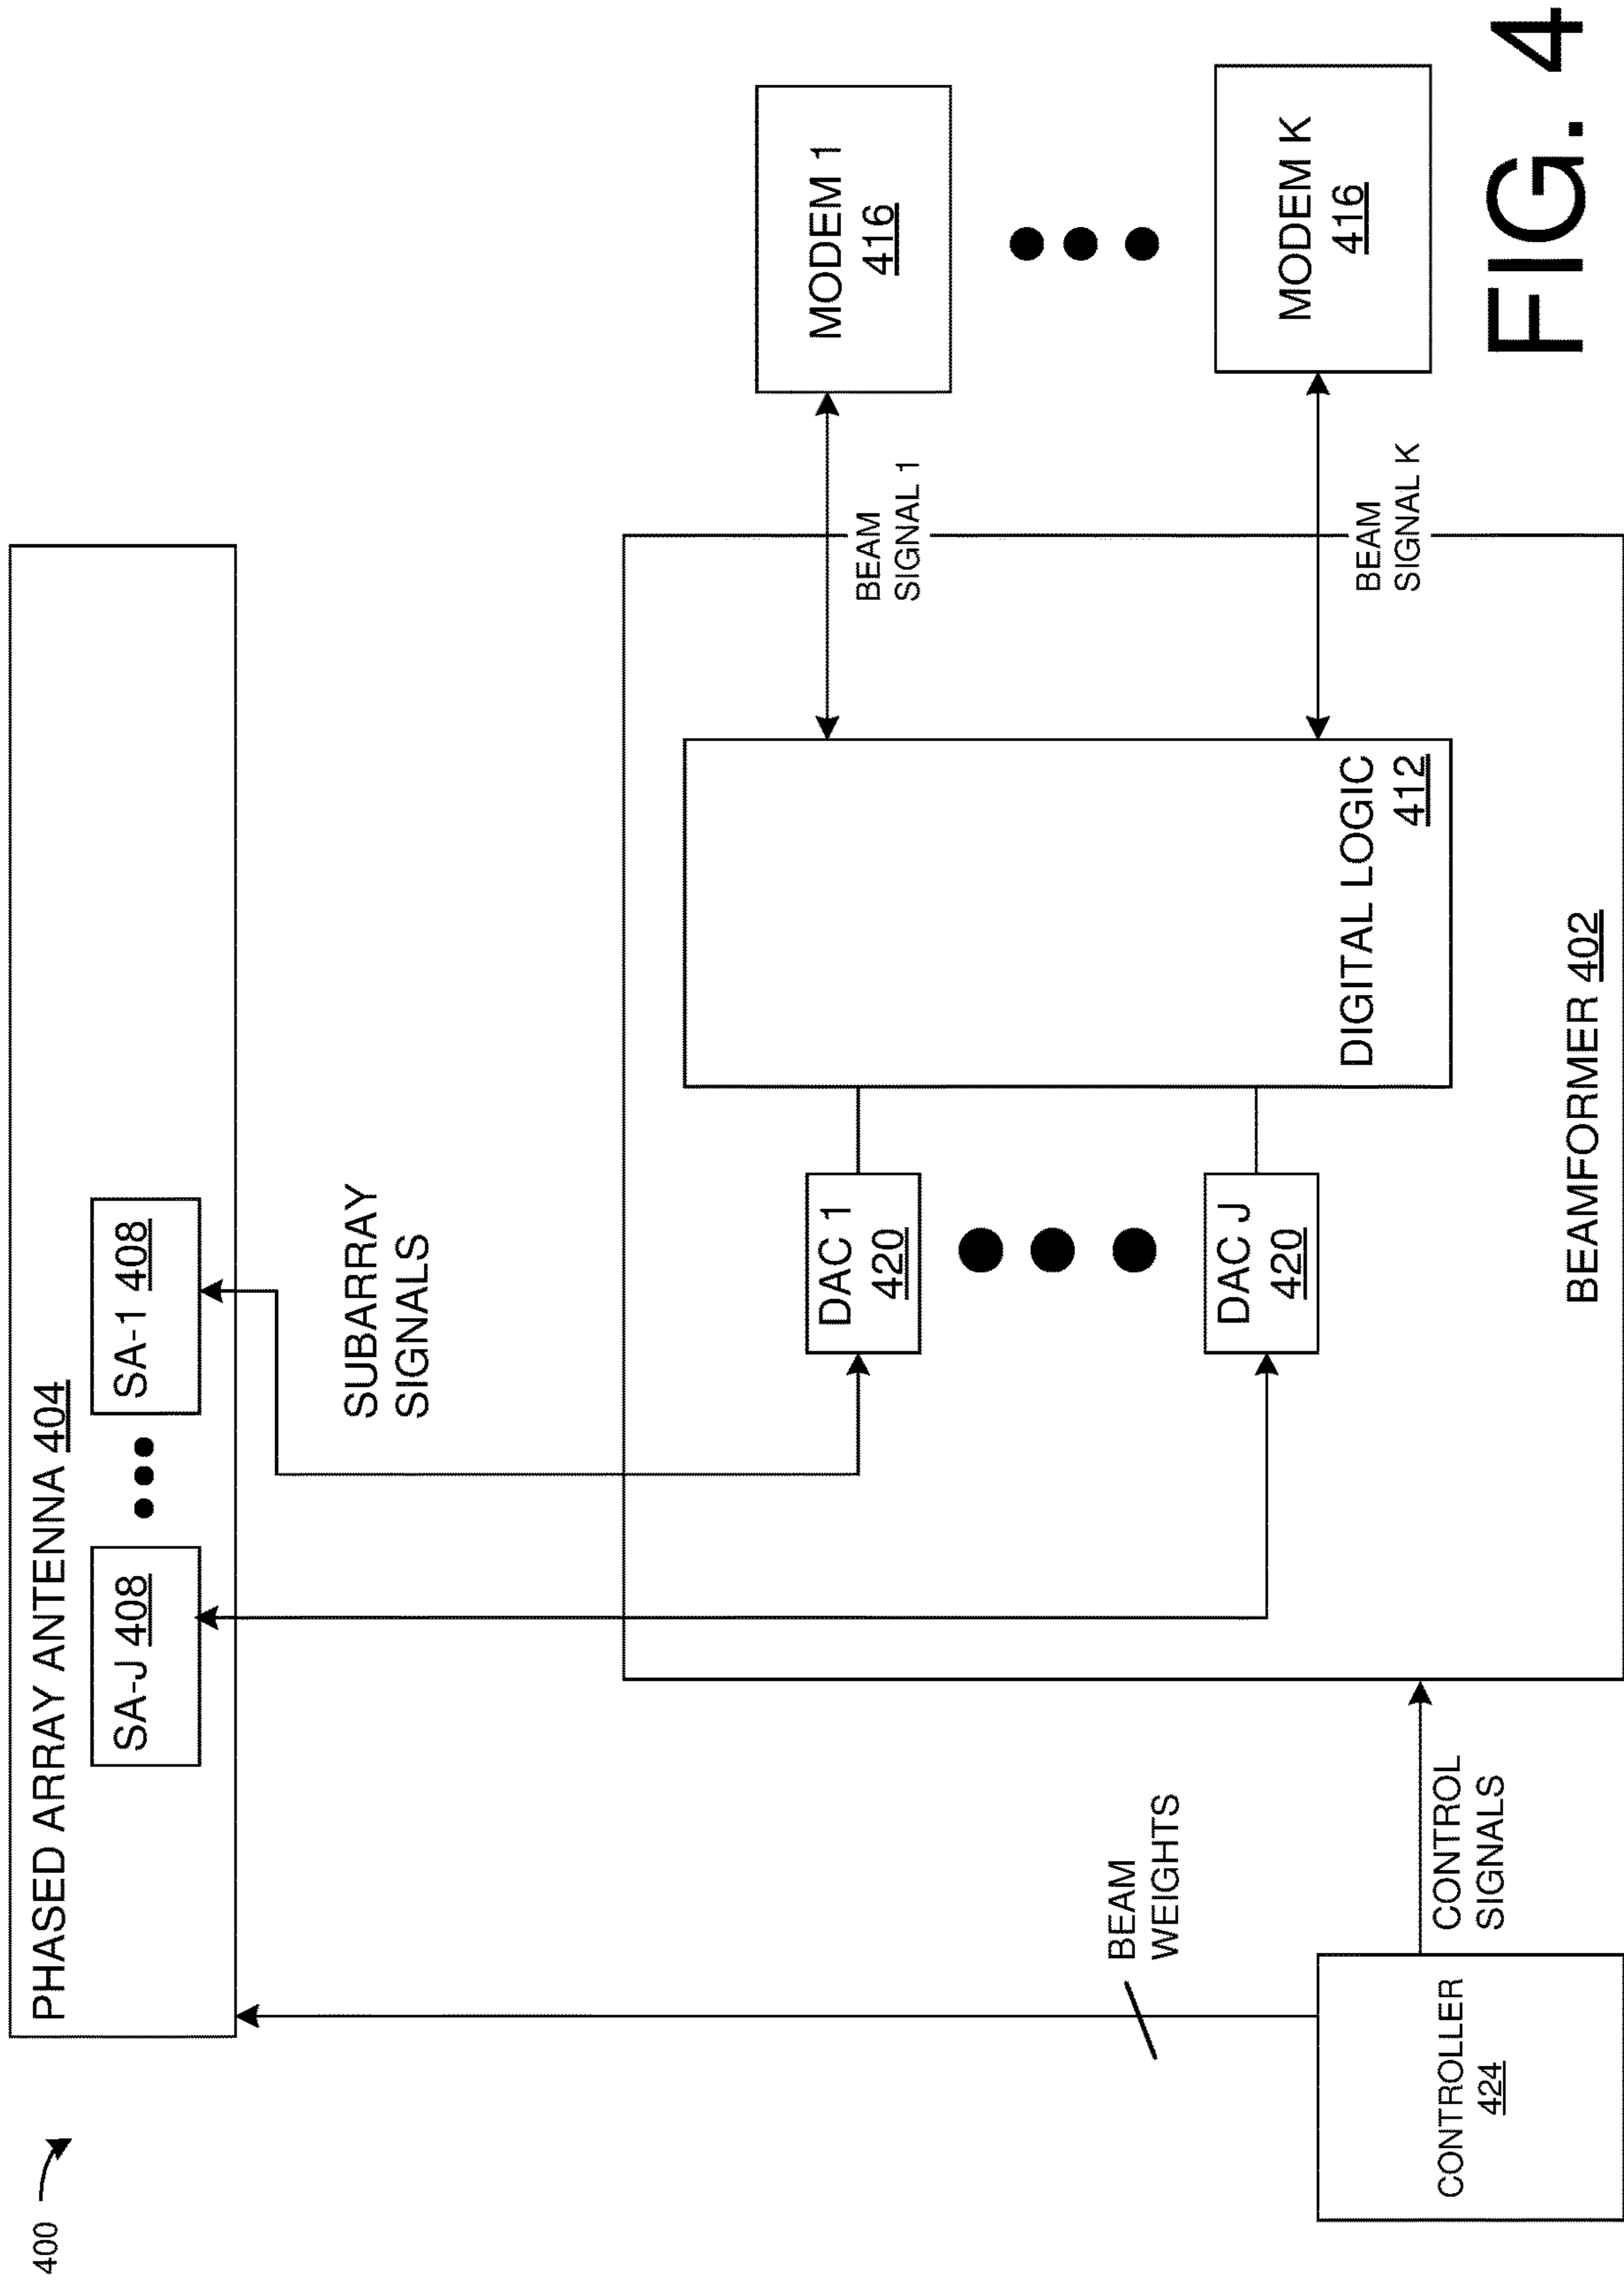 400
PHASED ARRAY ANTENNA 404
SA-J 408
SA-1 408
SUBARRAY
SIGNALS
BEAM
WEIGHTS
CONTROLLER
424
CONTROL
SIGNALS
DAC 1
420
DAC J
420
DIGITAL LOGIC
412
BEAMFORMER 402
BEAM
SIGNAL 1
BEAM
SIGNAL K
MODEM 1
416
MODEM K
416
FIG. 4